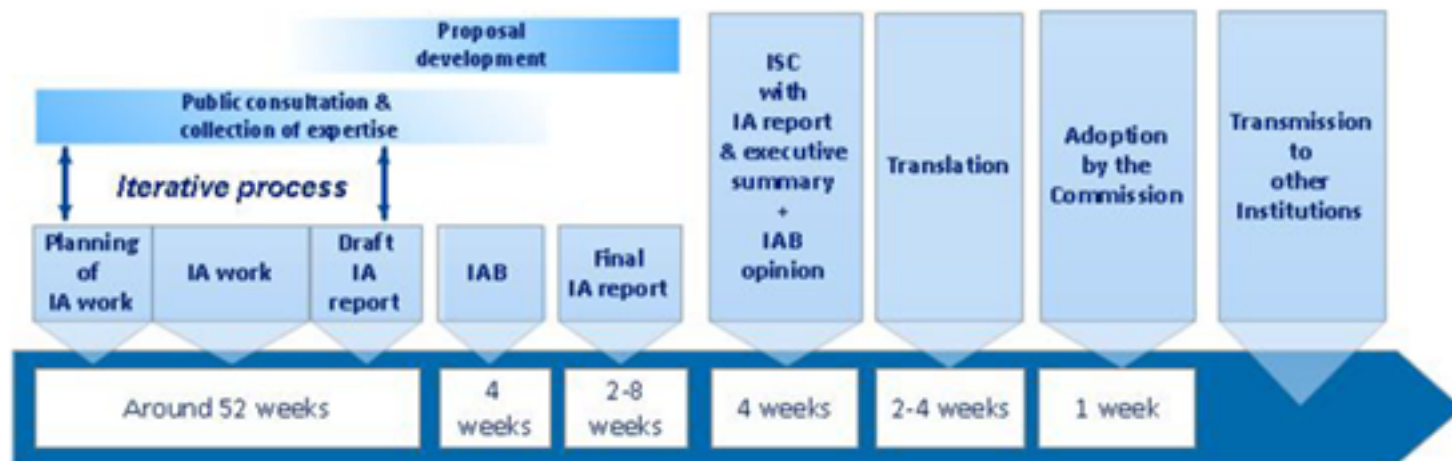 Proposal
development
Public consultation &
collection of expertise
Iterative process
Planning
of
IA work
IA work
Draft
IA
report
IAB
Final
IA report
ISC
with
IA report
& executive
summary
+
IAB
opinion
Translation
Adoption
by the
Commission
Transmission
to
other
Institutions
Around 52 weeks
4
weeks
2-8
weeks
4 weeks
2-4 weeks
1 week